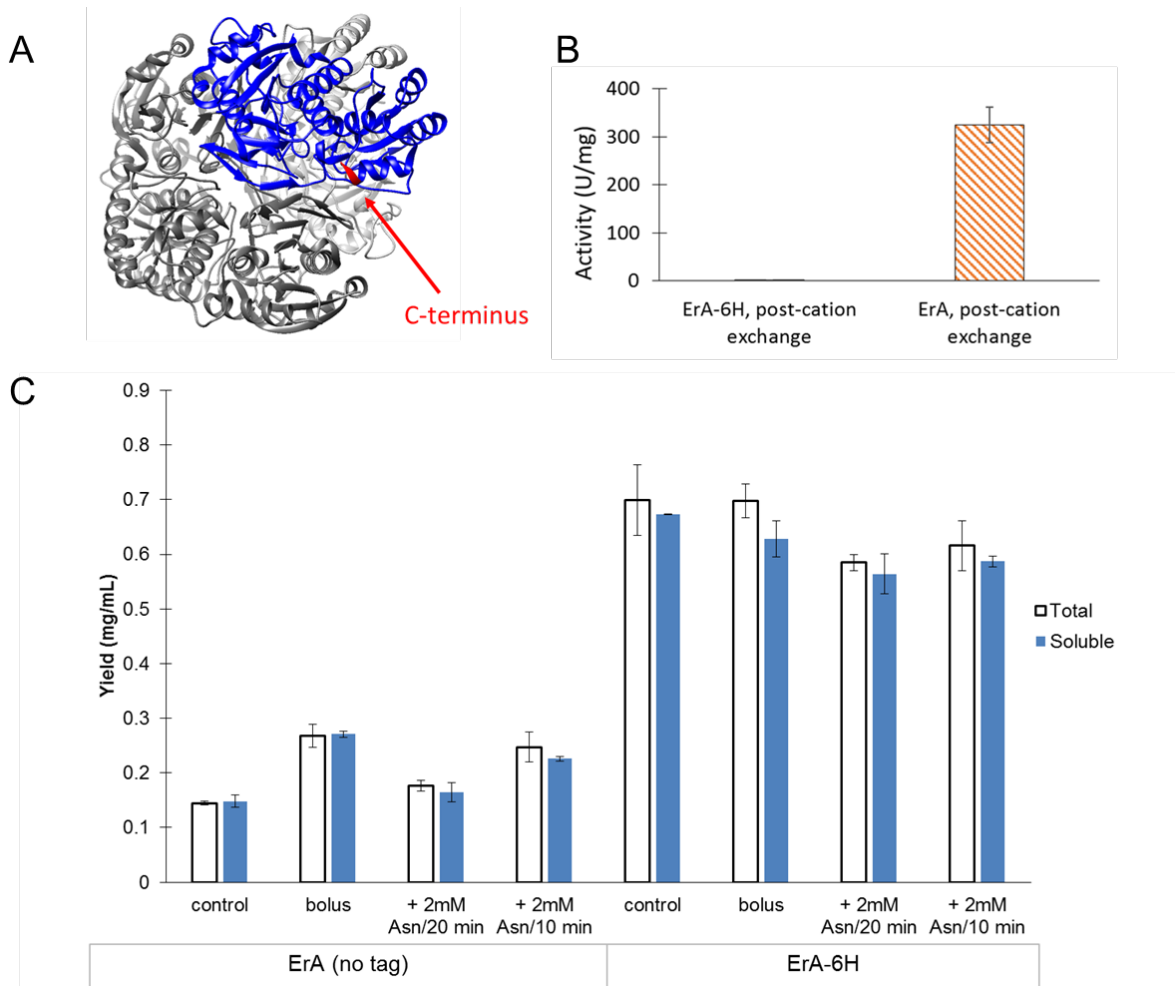 A
C-terminus
B
400
300
200
100
0
Activity (U/mg)
ErA-6H, post-cation
exchange
ErA, post-cation
exchange
C
0.9
0.8
0.7
0.6
0.5
0.4
0.3
0.2
0.1
0
Yield (mg/mL)
Total
Soluble
control
bolus
+ 2mM
Asn/20 min
+ 2mM
Asn/10 min
control
bolus
+ 2mM
Asn/20 min
+ 2mM
Asn/10 min
ErA (no tag)
ErA-6H